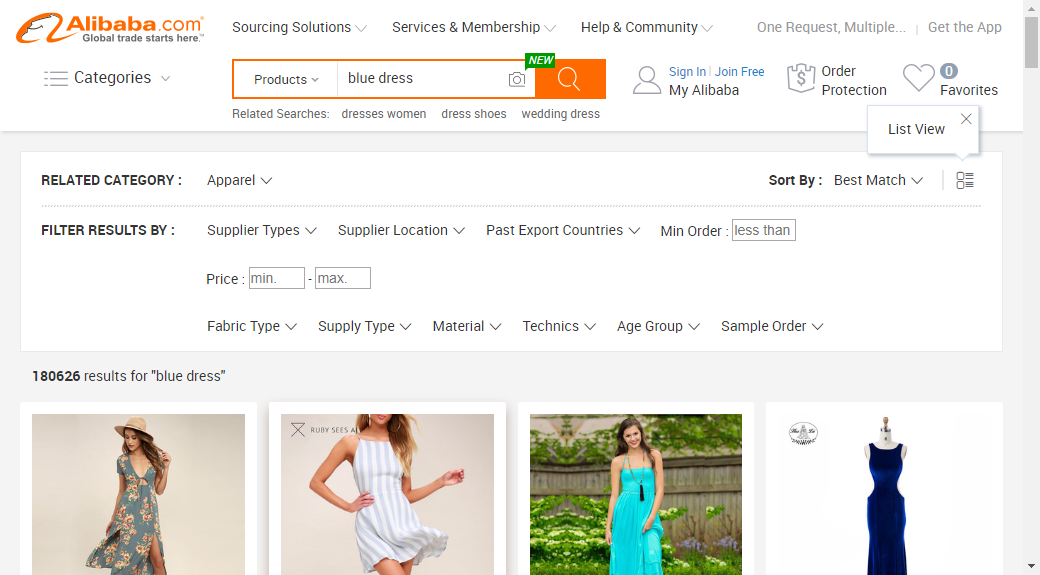 Alibaba.com
Global trade starts here.™
Sourcing Solutions
Services & Membership
Help & Community
One Request, Multiple...
Get the App
Categories
Products
blue dress
NEW
Sign In | Join Free
My Alibaba
Order
Protection
0
Favorites
Related Searches: dresses women dress shoes wedding dress
List View
RELATED CATEGORY : Apparel
Sort By : Best Match
FILTER RESULTS BY : Supplier Types Supplier Location Past Export Countries Min Order : less than
Price : min. - max.
Fabric Type Supply Type Material Technics Age Group Sample Order
180626 results for "blue dress"
RUBY SEES AL